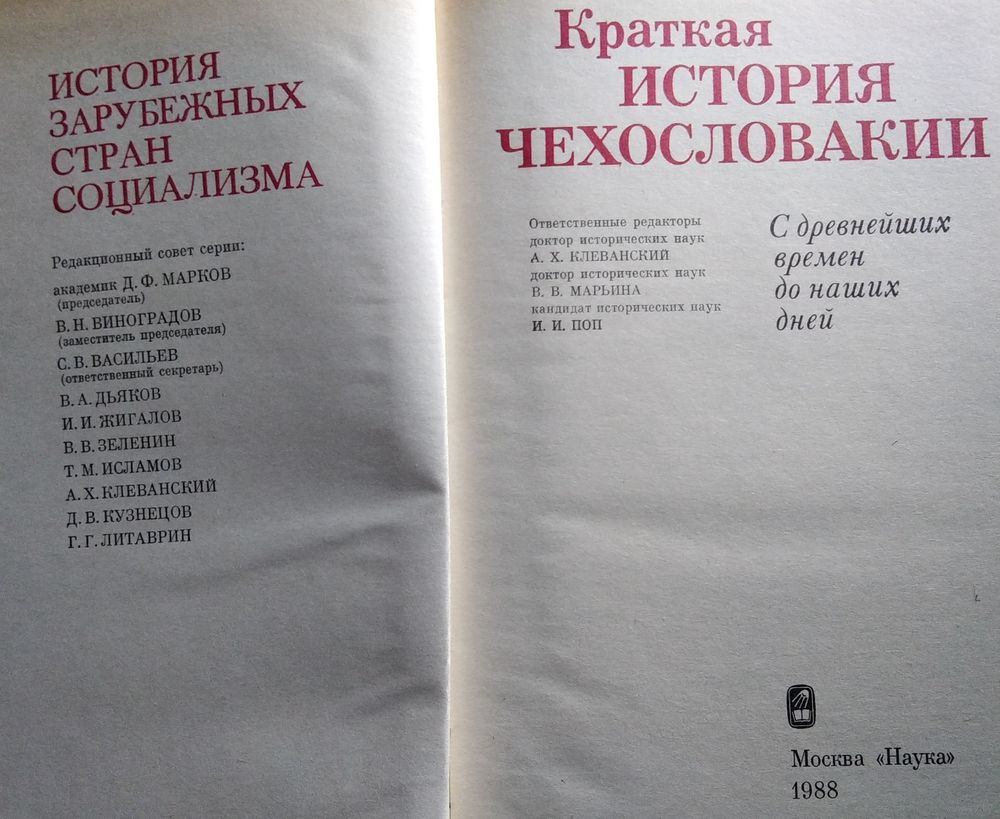 ИСТОРИЯ
ЗАРУБЕЖНЫХ
СТРАН
СОЦИАЛИЗМА
Редакционный совет серии:
академик Д. Ф. МАРКОВ
(председатель)
В. Н. ВИНОГРАДОВ
(заместитель председателя)
С. В. ВАСИЛЬЕВ
(ответственный секретарь)
В. А. ДЬЯКОВ
И. И. ЖИГАЛОВ
В. В. ЗЕЛЕНИН
Т. М. ИСЛАМОВ
А. Х. КЛЕВАНСКИЙ
Д. В. КУЗНЕЦОВ
Г. Г. ЛИТАВРИН
Краткая
ИСТОРИЯ
ЧЕХОСЛОВАКИИ
Ответственные редакторы
доктор исторических наук
А. Х. КЛЕВАНСКИЙ
доктор исторических наук
В. В. МАРЬИНА
кандидат исторических наук
И. И. ПОП
С древнейших
времен
до наших
дней
Москва «Наука»
1988